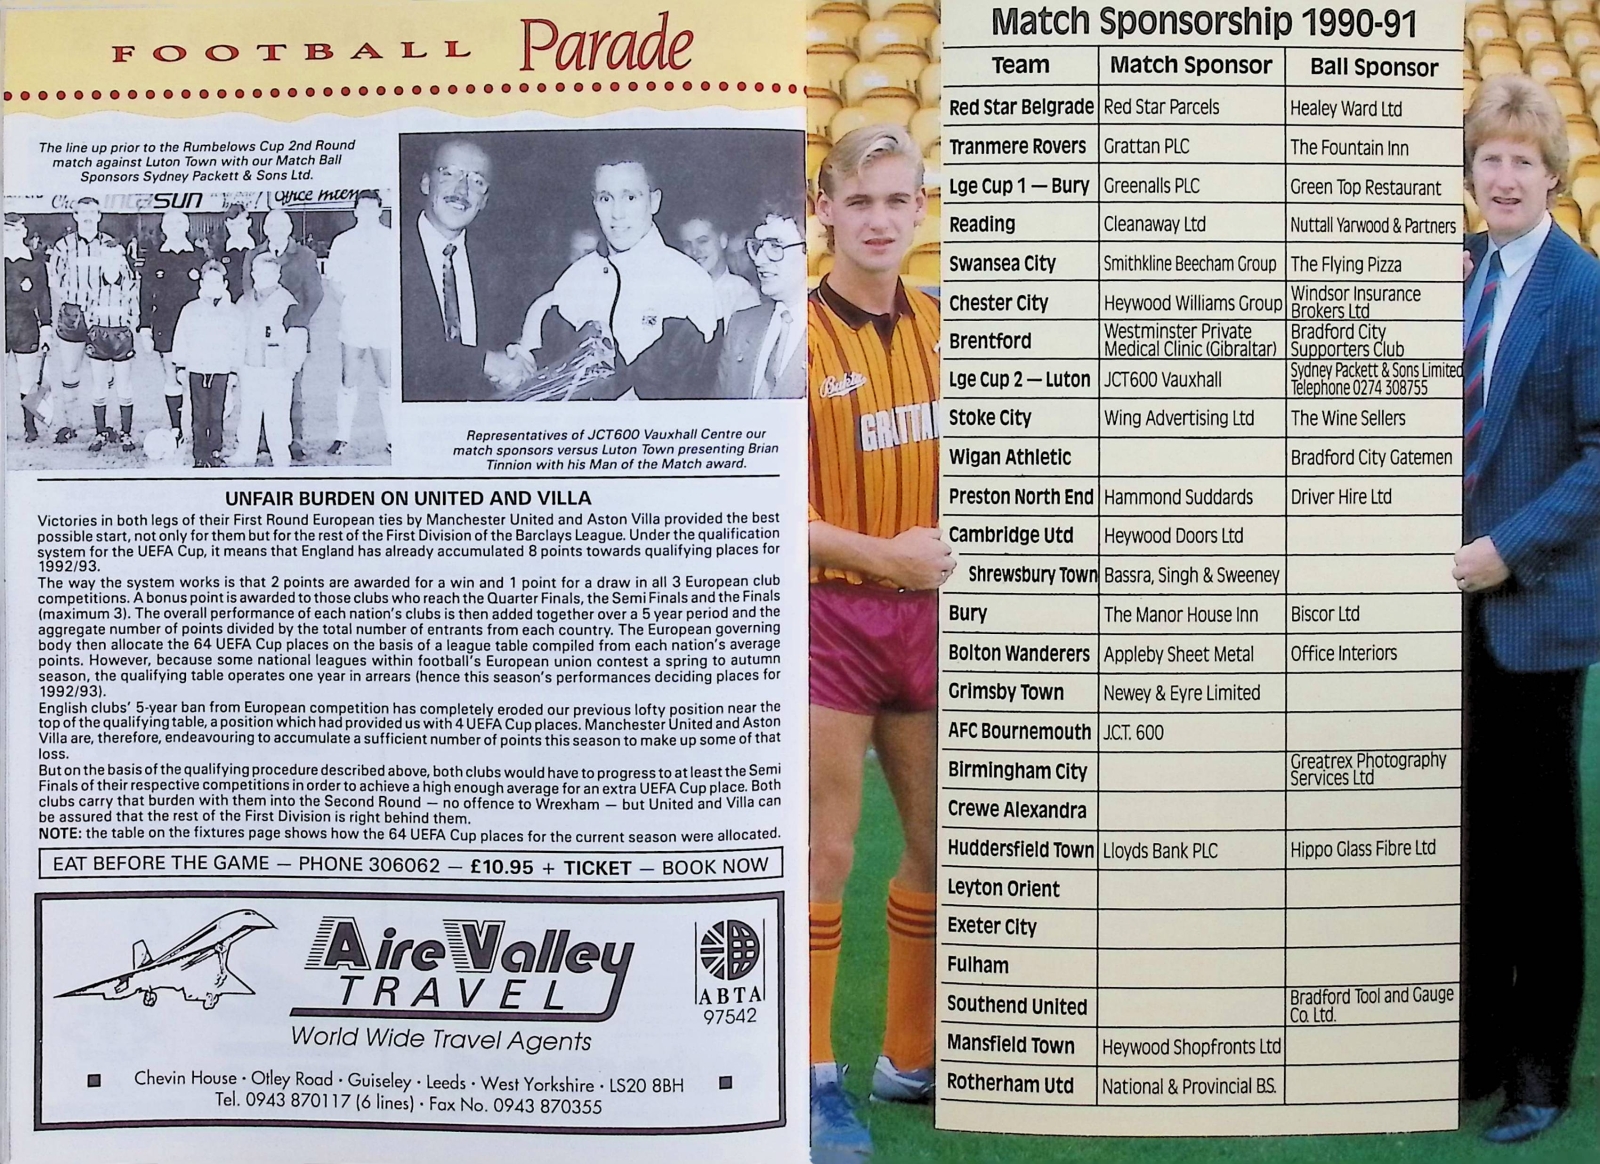 FOOTBALL Parade
The line up prior to the Rumbelows Cup 2nd Round
match against Luton Town with our Match Ball
Sponsors Sydney Packett & Sons Ltd.
SUN
Representatives of JCT600 Vauxhall Centre our
match sponsors versus Luton Town presenting Brian
Tinnion with his Man of the Match award.
UNFAIR BURDEN ON UNITED AND VILLA
Victories in both legs of their First Round European ties by Manchester United and Aston Villa provided the best
possible start, not only for them but for the rest of the First Division of the Barclays League. Under the qualification
system for the UEFA Cup, it means that England has already accumulated 8 points towards qualifying places for
1992/93.
The way the system works is that 2 points are awarded for a win and 1 point for a draw in all 3 European club
competitions. A bonus point is awarded to those clubs who reach the Quarter Finals, the Semi Finals and the Finals
(maximum 3). The overall performance of each nation's clubs is then added together over a 5 year period and the
aggregate number of points divided by the total number of entrants from each country. The European governing
body then allocate the 64 UEFA Cup places on the basis of a league table compiled from each nation's average
points. However, because some national leagues within football's European union contest a spring to autumn
season, the qualifying table operates one year in arrears (hence this season's performances deciding places for
1992/93).
English clubs' 5-year ban from European competition has completely eroded our previous lofty position near the
top of the qualifying table, a position which had provided us with 4 UEFA Cup places. Manchester United and Aston
Villa are, therefore, endeavouring to accumulate a sufficient number of points this season to make up some of that
loss.
But on the basis of the qualifying procedure described above, both clubs would have to progress to at least the Semi
Finals of their respective competitions in order to achieve a high enough average for an extra UEFA Cup place. Both
clubs carry that burden with them into the Second Round — no offence to Wrexham — but United and Villa can
be assured that the rest of the First Division is right behind them.
NOTE: the table on the fixtures page shows how the 64 UEFA Cup places for the current season were allocated.
EAT BEFORE THE GAME — PHONE 306062 — £10.95 + TICKET — BOOK NOW
Aire Valley
TRAVEL
World Wide Travel Agents
ABTA
97542
Chevin House · Otley Road · Guiseley · Leeds · West Yorkshire · LS20 8BH
Tel. 0943 870117 (6 lines) · Fax No. 0943 870355
Match Sponsorship 1990-91
Team Match Sponsor Ball Sponsor
Red Star Belgrade Red Star Parcels Healey Ward Ltd
Tranmere Rovers Grattan PLC The Fountain Inn
Lge Cup 1 — Bury Greenalls PLC Green Top Restaurant
Reading Cleanaway Ltd Nuttall Yarwood & Partners
Swansea City Smithkline Beecham Group The Flying Pizza
Chester City Heywood Williams Group Windsor Insurance
Brokers Ltd
Brentford Westminster Private
Medical Clinic (Gibraltar) Bradford City
Supporters Club
Lge Cup 2 — Luton JCT600 Vauxhall Sydney Packett & Sons Limited
Telephone 0274 308755
Stoke City Wing Advertising Ltd The Wine Sellers
Wigan Athletic Bradford City Gatemen
Preston North End Hammond Suddards Driver Hire Ltd
Cambridge Utd Heywood Doors Ltd
Shrewsbury Town Bassra, Singh & Sweeney
Bury The Manor House Inn Biscor Ltd
Bolton Wanderers Appleby Sheet Metal Office Interiors
Grimsby Town Newey & Eyre Limited
AFC Bournemouth J.C.T. 600
Birmingham City Greatrex Photography
Services Ltd
Crewe Alexandra
Huddersfield Town Lloyds Bank PLC Hippo Glass Fibre Ltd
Leyton Orient
Exeter City
Fulham
Southend United Bradford Tool and Gauge
Co. Ltd.
Mansfield Town Heywood Shopfronts Ltd
Rotherham Utd National & Provincial B.S.
Bukta
GRATTAN